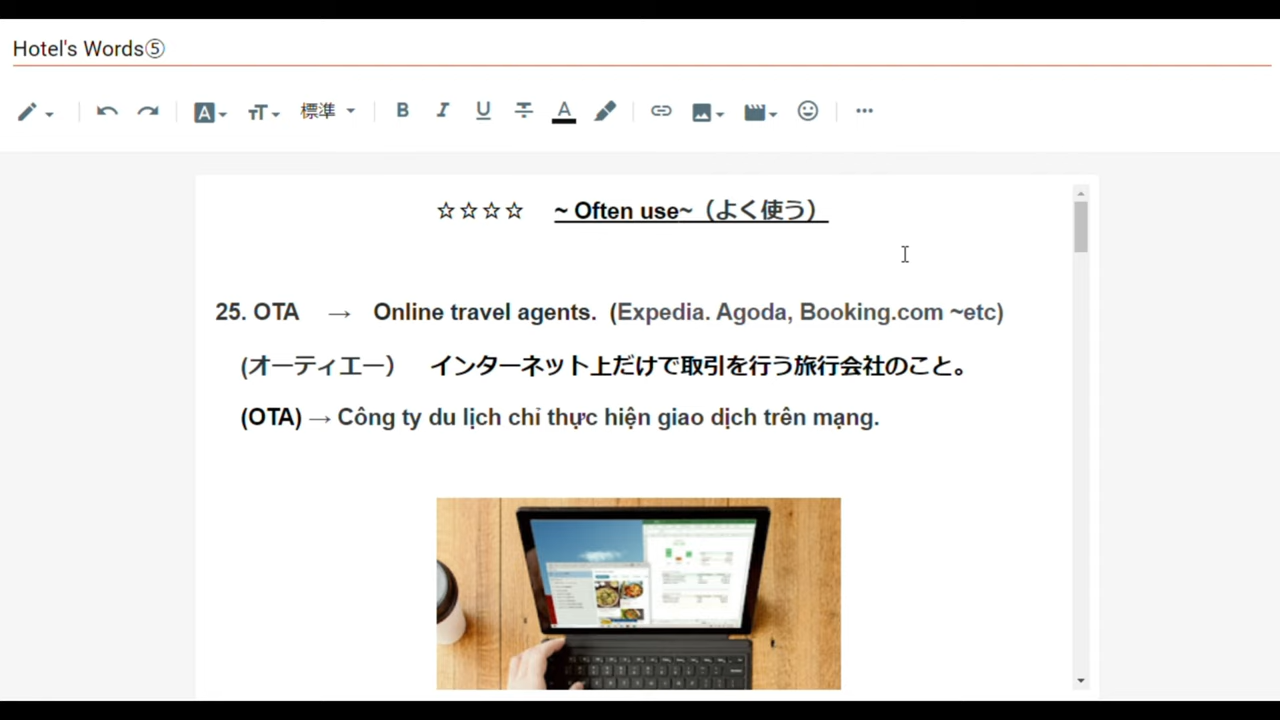 Hotel's Words⑤
標準
☆☆☆☆ ~ Often use~（よく使う）
25. OTA → Online travel agents. (Expedia. Agoda, Booking.com ~etc)
(オーティエー） インターネット上だけで取引を行う旅行会社のこと。
(OTA) → Công ty du lịch chỉ thực hiện giao dịch trên mạng.